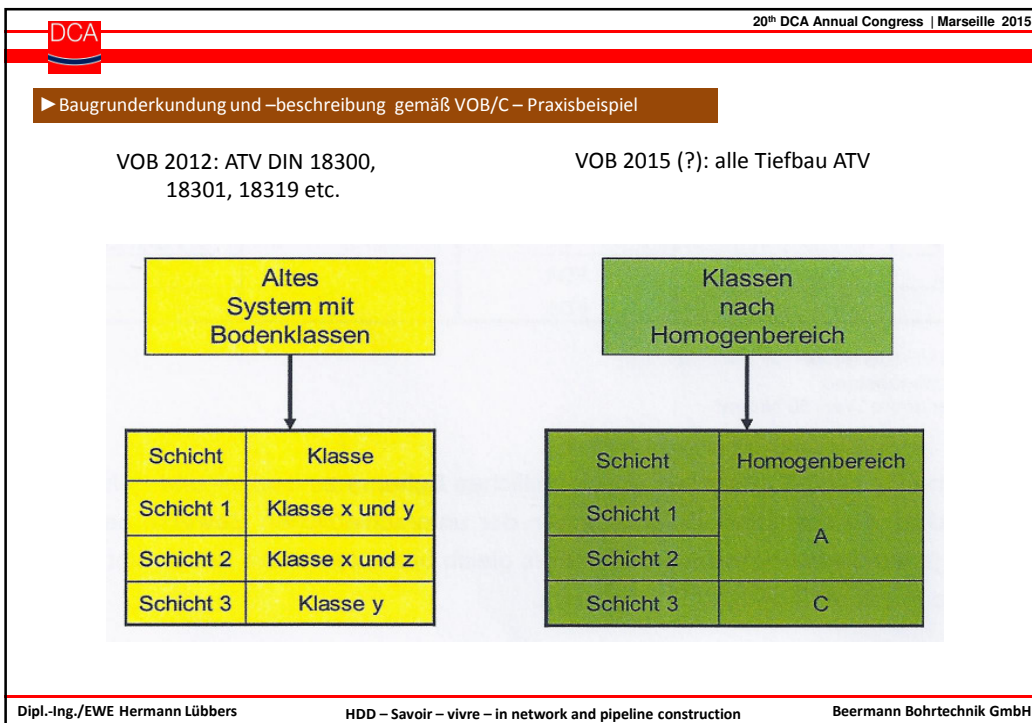 20th DCA Annual Congress | Marseille 2015
DCA
►Baugrunderkundung und –beschreibung gemäß VOB/C – Praxisbeispiel
VOB 2012: ATV DIN 18300,
18301, 18319 etc.
VOB 2015 (?): alle Tiefbau ATV
Altes
System mit
Bodenklassen
Schicht Klasse
Schicht 1 Klasse x und y
Schicht 2 Klasse x und z
Schicht 3 Klasse y
Klassen
nach
Homogenbereich
Schicht Homogenbereich
Schicht 1
A
Schicht 2
Schicht 3 C
Dipl.-Ing./EWE Hermann Lübbers
HDD – Savoir – vivre – in network and pipeline construction
Beermann Bohrtechnik GmbH